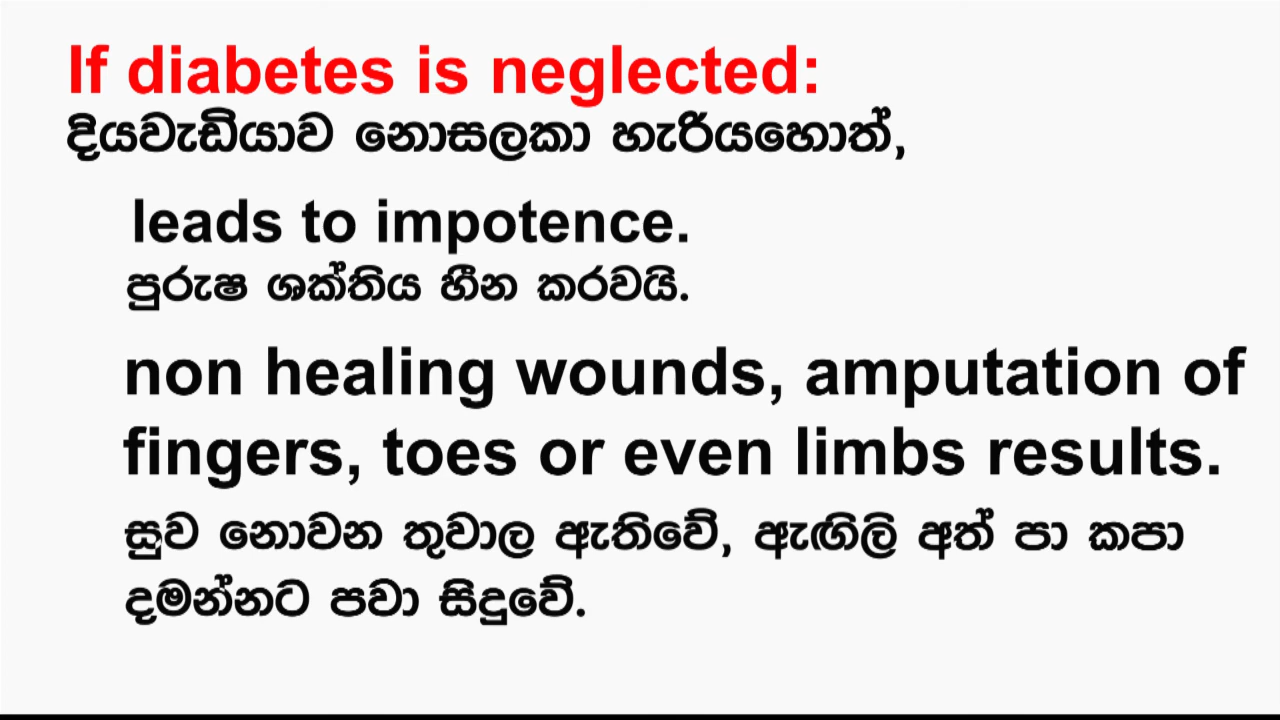 If diabetes is neglected:
දියවැඩියාව නොසලකා හැරියහොත්,
leads to impotence.
පුරුෂ ශක්තිය හීන කරවයි.
non healing wounds, amputation of
fingers, toes or even limbs results.
සුව නොවන තුවාල ඇතිවේ, ඇඟිලි අත් පා කපා
දමන්නට පවා සිදුවේ.